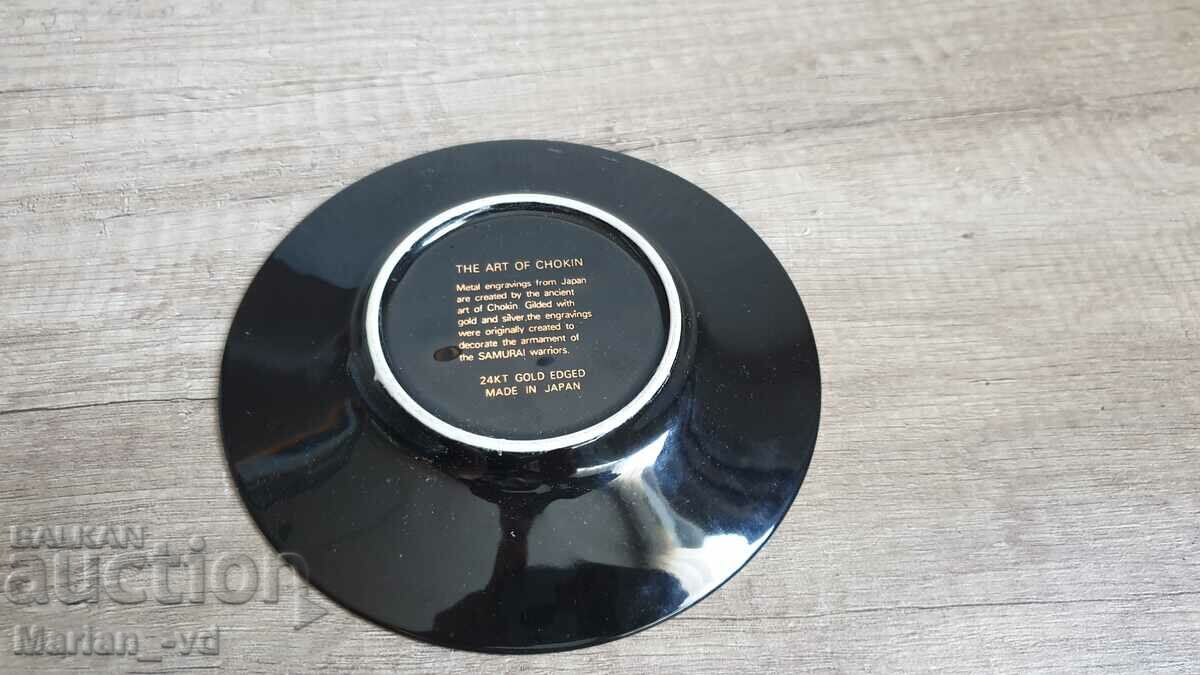 THE ART OF CHOKIN
Metal engravings from Japan
are created by the ancient
art of Chokin. Gilded with
gold and silver,the engravings
were originally created to
decorate the armament of
the SAMURAI warriors.
24KT GOLD EDGED
MADE IN JAPAN
BALKAN
auction
Marian_-vd